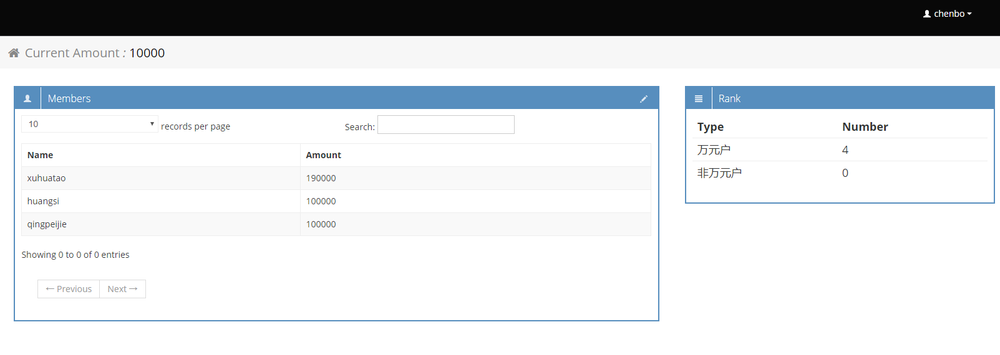 chenbo
Current Amount : 10000
Members
10 records per page
Search:
Name Amount
xuhuatao 190000
huangsi 100000
qingpeijie 100000
Showing 0 to 0 of 0 entries
← Previous Next →
Rank
Type Number
万元户 4
非万元户 0